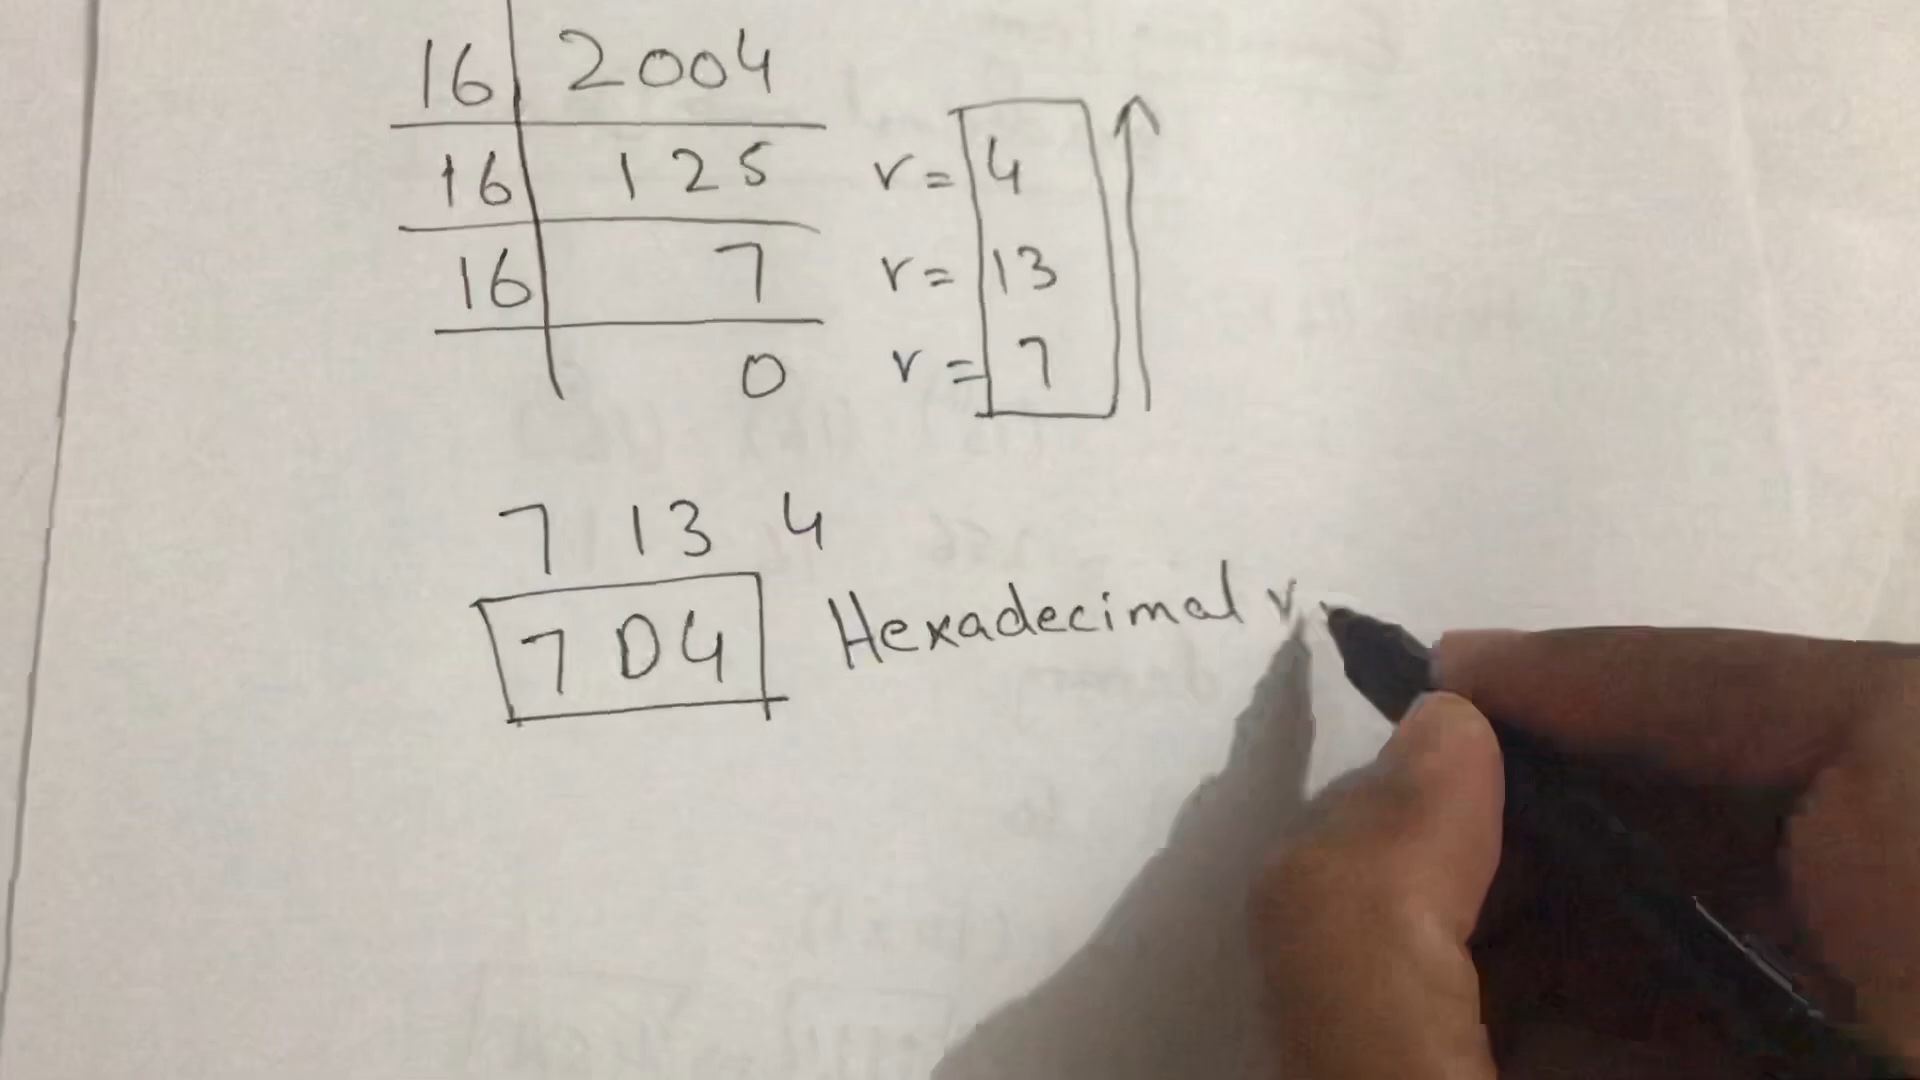 16 2004
16 125 r= 4
16 7 r= 13
0 r= 7
7 13 4
7 D 4 Hexadecimal